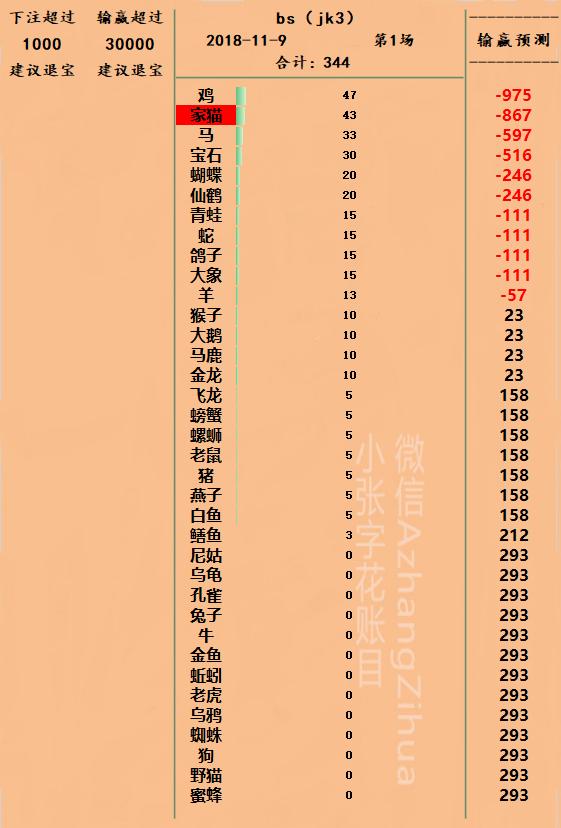 下注超过 输赢超过
1000 30000
建议退宝 建议退宝
bs（jk3）
2018-11-9 第1场
合计：344
输赢预测
鸡 47 -975
家猫 43 -867
马 33 -597
宝石 30 -516
蝴蝶 20 -246
仙鹤 20 -246
青蛙 15 -111
蛇 15 -111
鸽子 15 -111
大象 15 -111
羊 13 -57
猴子 10 23
大鹅 10 23
马鹿 10 23
金龙 10 23
飞龙 5 158
螃蟹 5 158
螺蛳 5 158
老鼠 5 158
猪 5 158
燕子 5 158
白鱼 5 158
鳝鱼 3 212
尼姑 0 293
乌龟 0 293
孔雀 0 293
兔子 0 293
牛 0 293
金鱼 0 293
蚯蚓 0 293
老虎 0 293
乌鸦 0 293
蜘蛛 0 293
狗 0 293
野猫 0 293
蜜蜂 0 293
微信AzhangZihua
小张字花账目